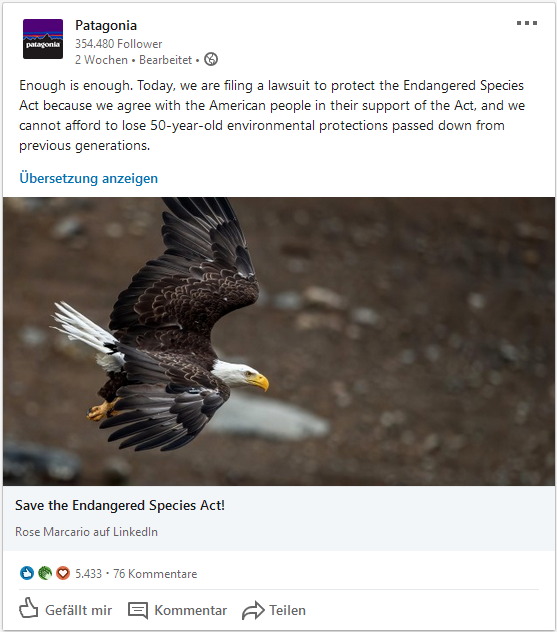 patagonia
Patagonia
354.480 Follower
2 Wochen • Bearbeitet •
Enough is enough. Today, we are filing a lawsuit to protect the Endangered Species
Act because we agree with the American people in their support of the Act, and we
cannot afford to lose 50-year-old environmental protections passed down from
previous generations.
Übersetzung anzeigen
Save the Endangered Species Act!
Rose Marcario auf LinkedIn
5.433 • 76 Kommentare
Gefällt mir Kommentar Teilen